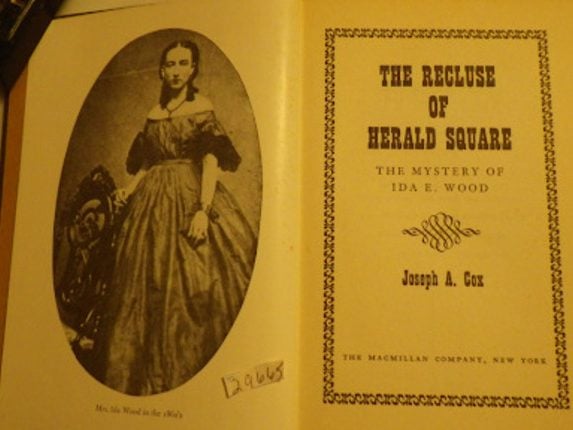 Mrs. Ida Wood in the 1860's
29665
THE RECLUSE
OF
HERALD SQUARE
THE MYSTERY OF
IDA E. WOOD
Joseph A. Cox
THE MACMILLAN COMPANY, NEW YORK